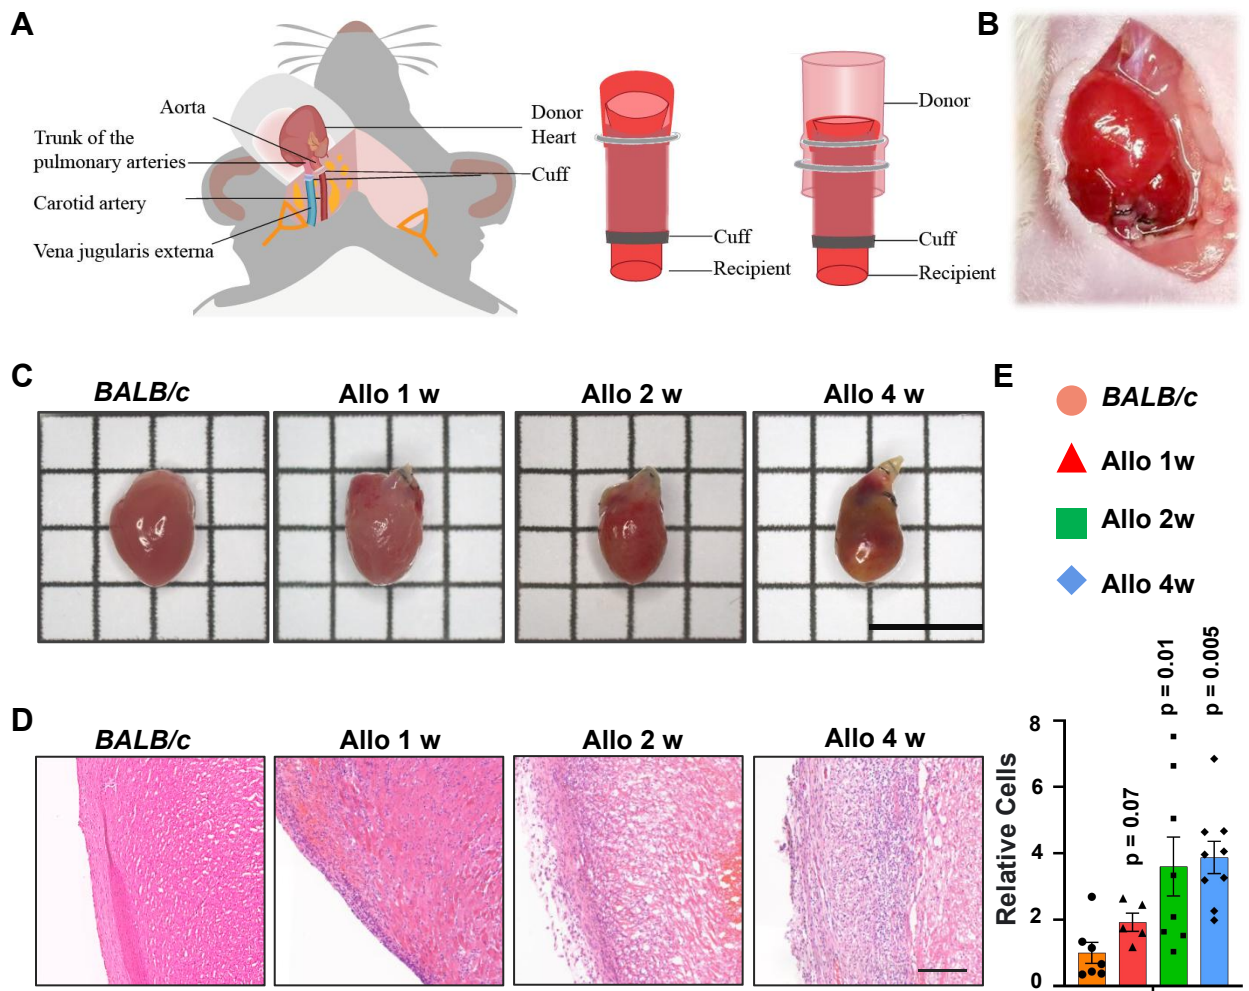 A
B
Aorta
Trunk of the
pulmonary arteries
Carotid artery
Vena jugularis externa
Donor
Heart
Cuff
Cuff
Recipient
Donor
Cuff
Recipient
C
BALB/c
Allo 1 w
Allo 2 w
Allo 4 w
D
BALB/c
Allo 1 w
Allo 2 w
Allo 4 w
E
BALB/c
Allo 1w
Allo 2w
Allo 4w
Relative Cells
8
6
4
2
0
p = 0.07
p = 0.01
p = 0.005